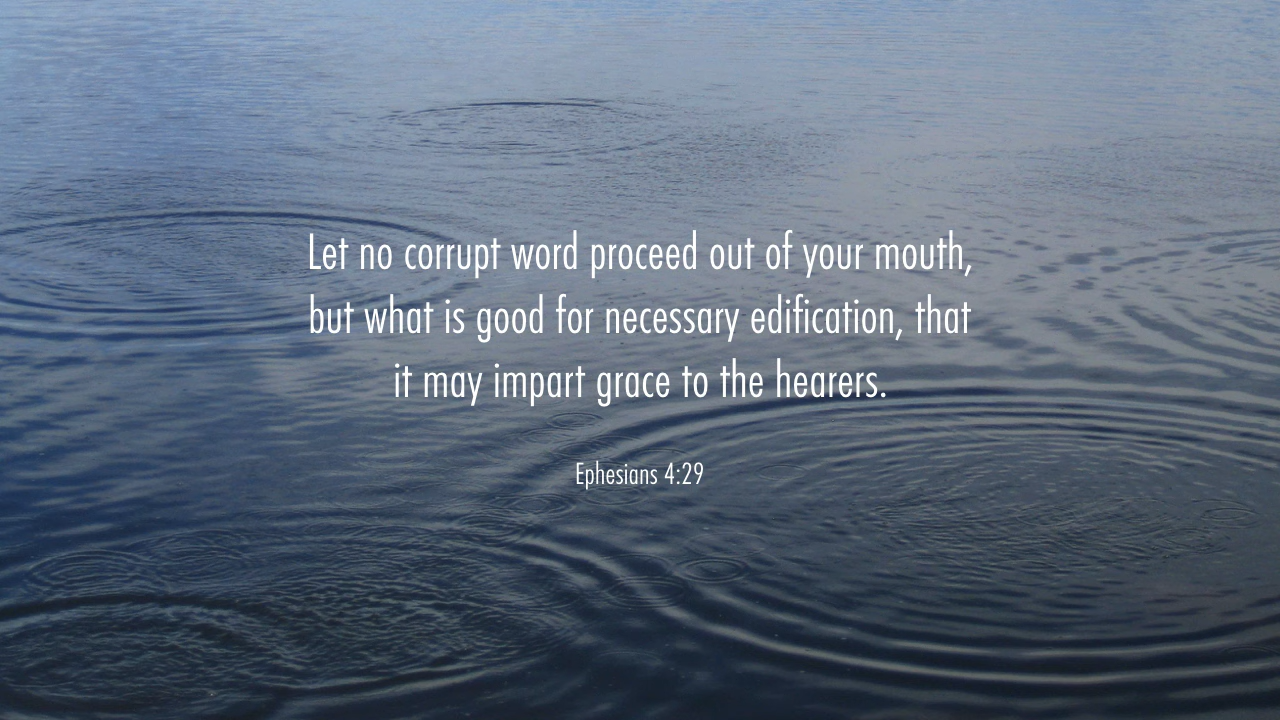 Let no corrupt word proceed out of your mouth,
but what is good for necessary edification, that
it may impart grace to the hearers.
Ephesians 4:29